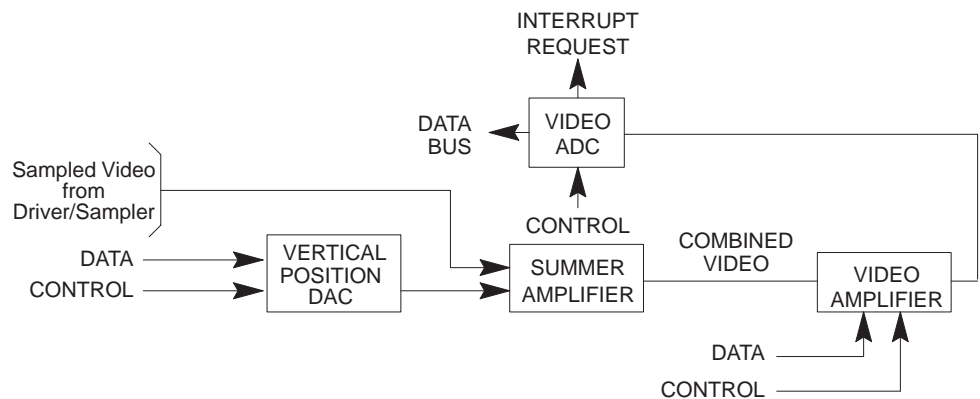 INTERRUPT
REQUEST
DATA
BUS
VIDEO
ADC
Sampled Video
from
Driver/Sampler
CONTROL
DATA
CONTROL
VERTICAL
POSITION
DAC
SUMMER
AMPLIFIER
COMBINED
VIDEO
VIDEO
AMPLIFIER
DATA
CONTROL